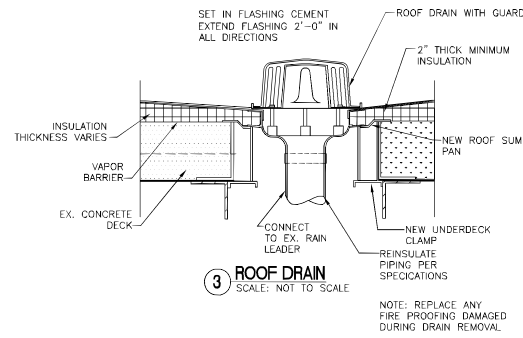 SET IN FLASHING CEMENT
EXTEND FLASHING 2'-0" IN
ALL DIRECTIONS
ROOF DRAIN WITH GUARD
2" THICK MINIMUM
INSULATION
INSULATION
THICKNESS VARIES
VAPOR
BARRIER
EX. CONCRETE
DECK
NEW ROOF SUM
PAN
NEW UNDERDECK
CLAMP
CONNECT
TO EX. RAIN
LEADER
REINSULATE
PIPING PER
SPECICATIONS
3 ROOF DRAIN
SCALE: NOT TO SCALE
NOTE: REPLACE ANY
FIRE PROOFING DAMAGED
DURING DRAIN REMOVAL